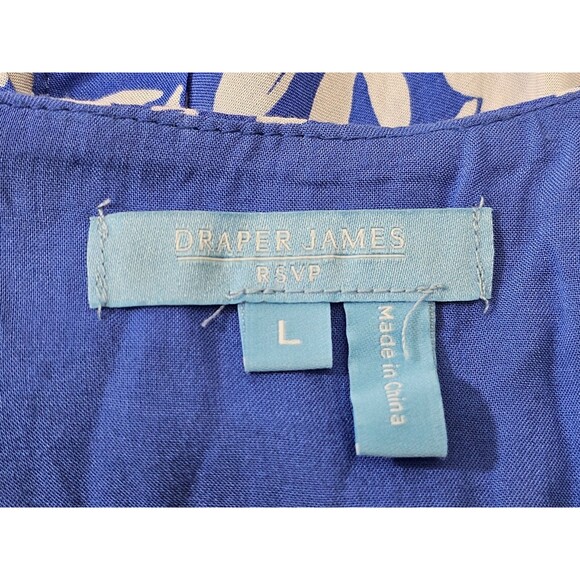 DRAPER JAMES
RSVP
L
Made in China